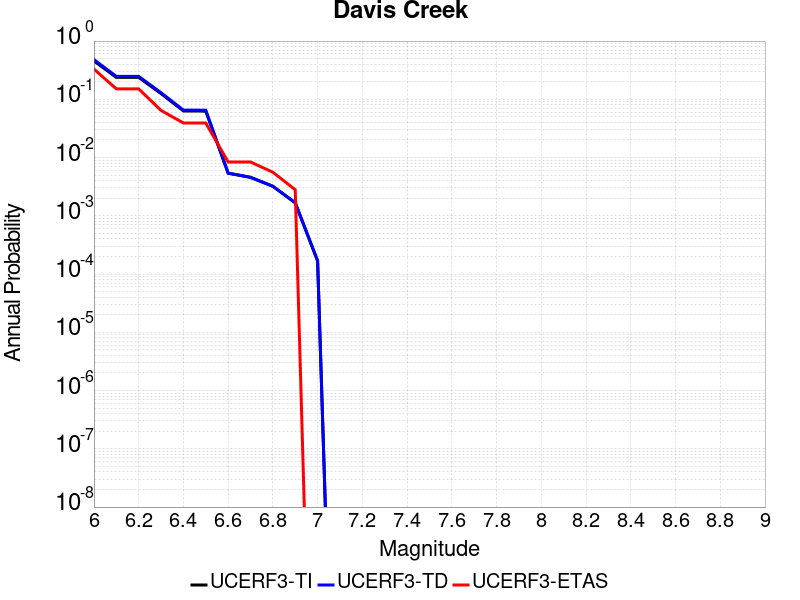 Davis Creek
10^0
10^-1
10^-2
10^-3
10^-4
10^-5
10^-6
10^-7
10^-8
Annual Probability
6 6.2 6.4 6.6 6.8 7 7.2 7.4 7.6 7.8 8 8.2 8.4 8.6 8.8 9
Magnitude
UCERF3-TI UCERF3-TD UCERF3-ETAS